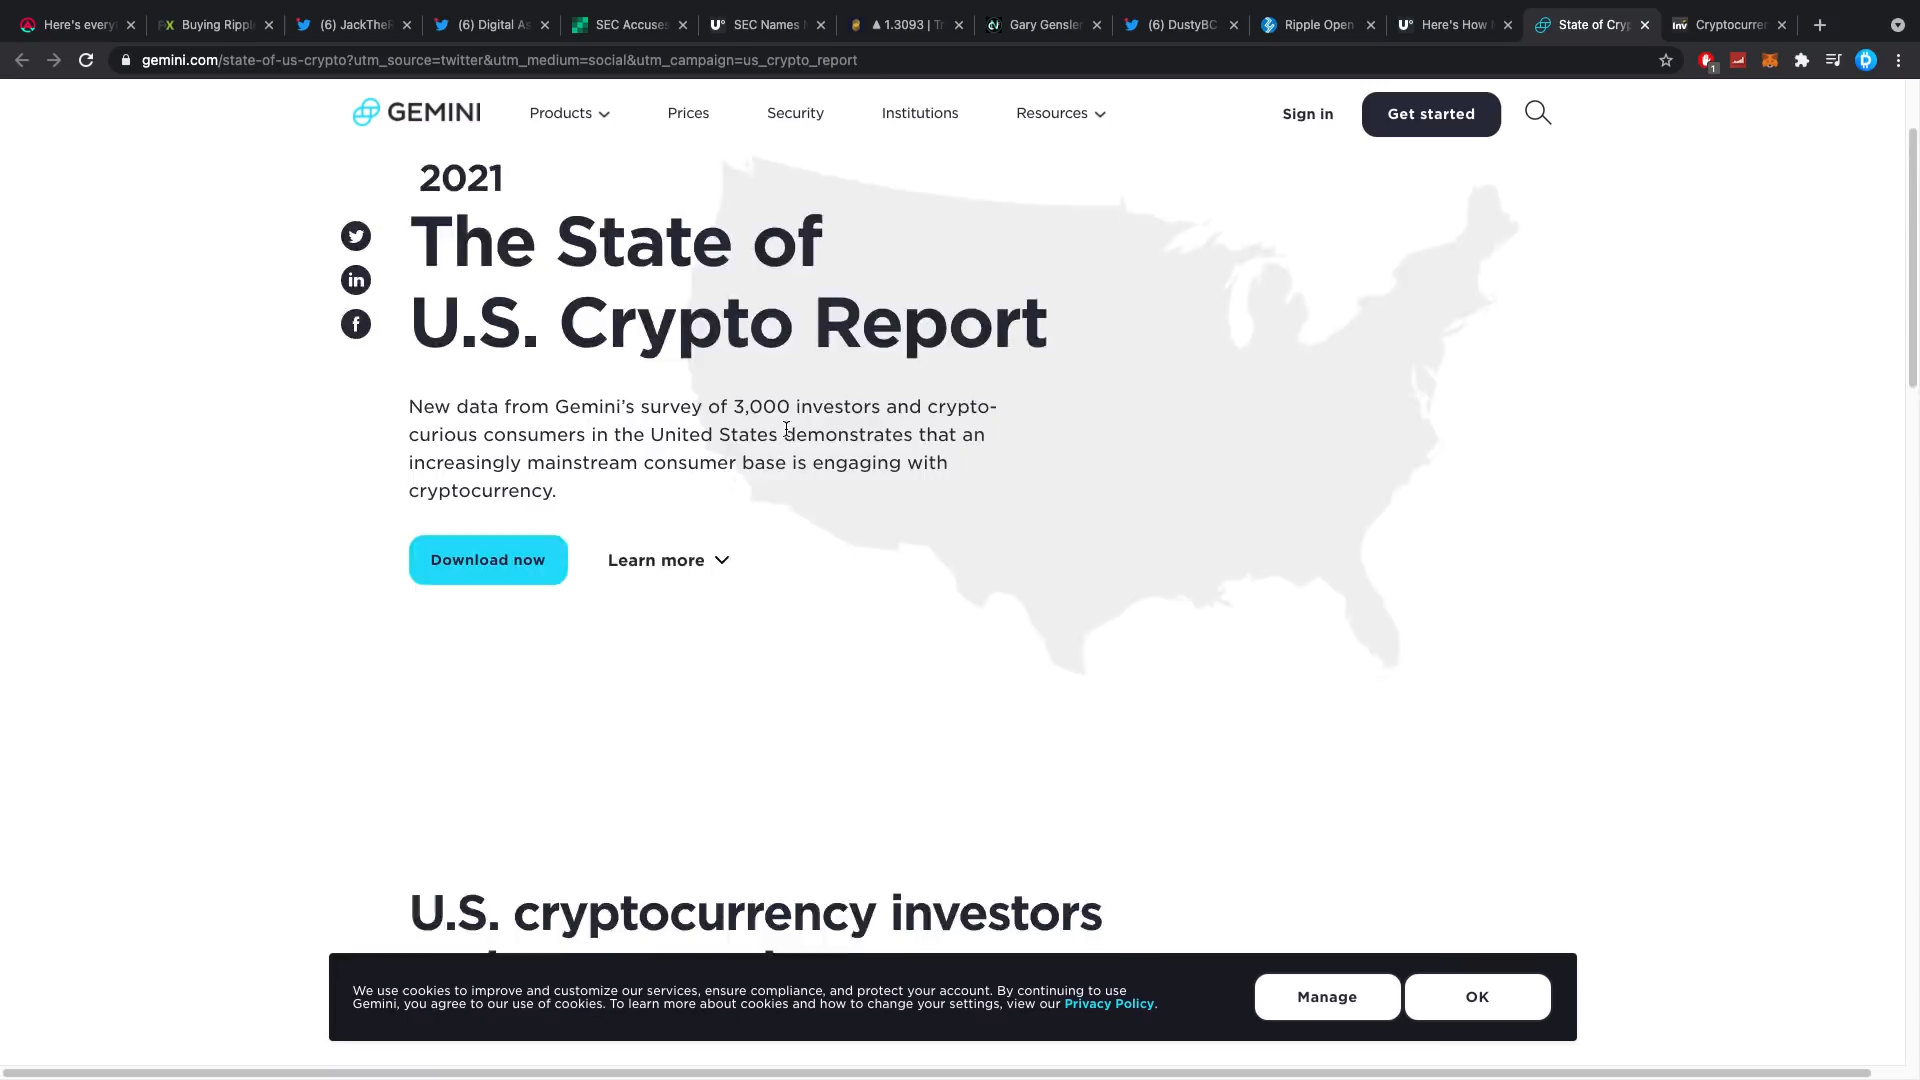 Here's every
Buying Ripple
(6) JackTheR
(6) Digital As
SEC Accuses
SEC Names
1.3093 | Tr
Gary Gensler
(6) DustyBC
Ripple Open
Here's How
State of Cryp
Inv Cryptocurren
gemini.com/state-of-us-crypto?utm_source=twitter&utm_medium=social&utm_campaign=us_crypto_report
1
GEMINI
Products
Prices
Security
Institutions
Resources
Sign in
Get started
2021
The State of
U.S. Crypto Report
New data from Gemini's survey of 3,000 investors and crypto-
curious consumers in the United States demonstrates that an
increasingly mainstream consumer base is engaging with
cryptocurrency.
Download now
Learn more
U.S. cryptocurrency investors
We use cookies to improve and customize our services, ensure compliance, and protect your account. By continuing to use
Gemini, you agree to our use of cookies. To learn more about cookies and how to change your settings, view our Privacy Policy.
Manage
OK